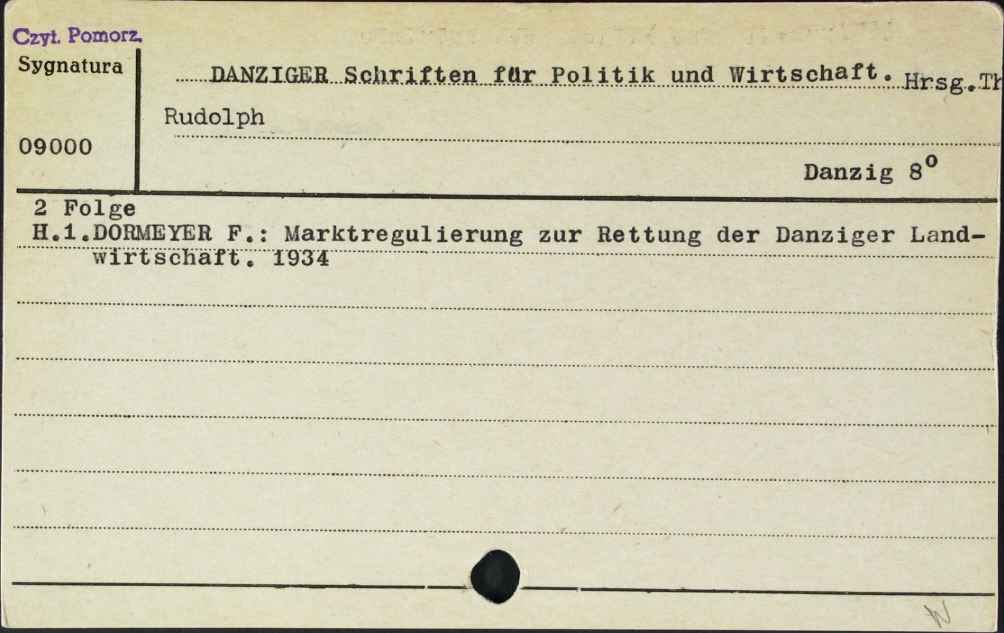 Czyt. Pomorz.
Sygnatura
DANZIGER Schriften für Politik und Wirtschaft. Hrsg. Th
Rudolph
09000
Danzig 8º
2 Folge
H.1.DORMEYER F.: Marktregulierung zur Rettung der Danziger Land-
wirtschaft. 1934